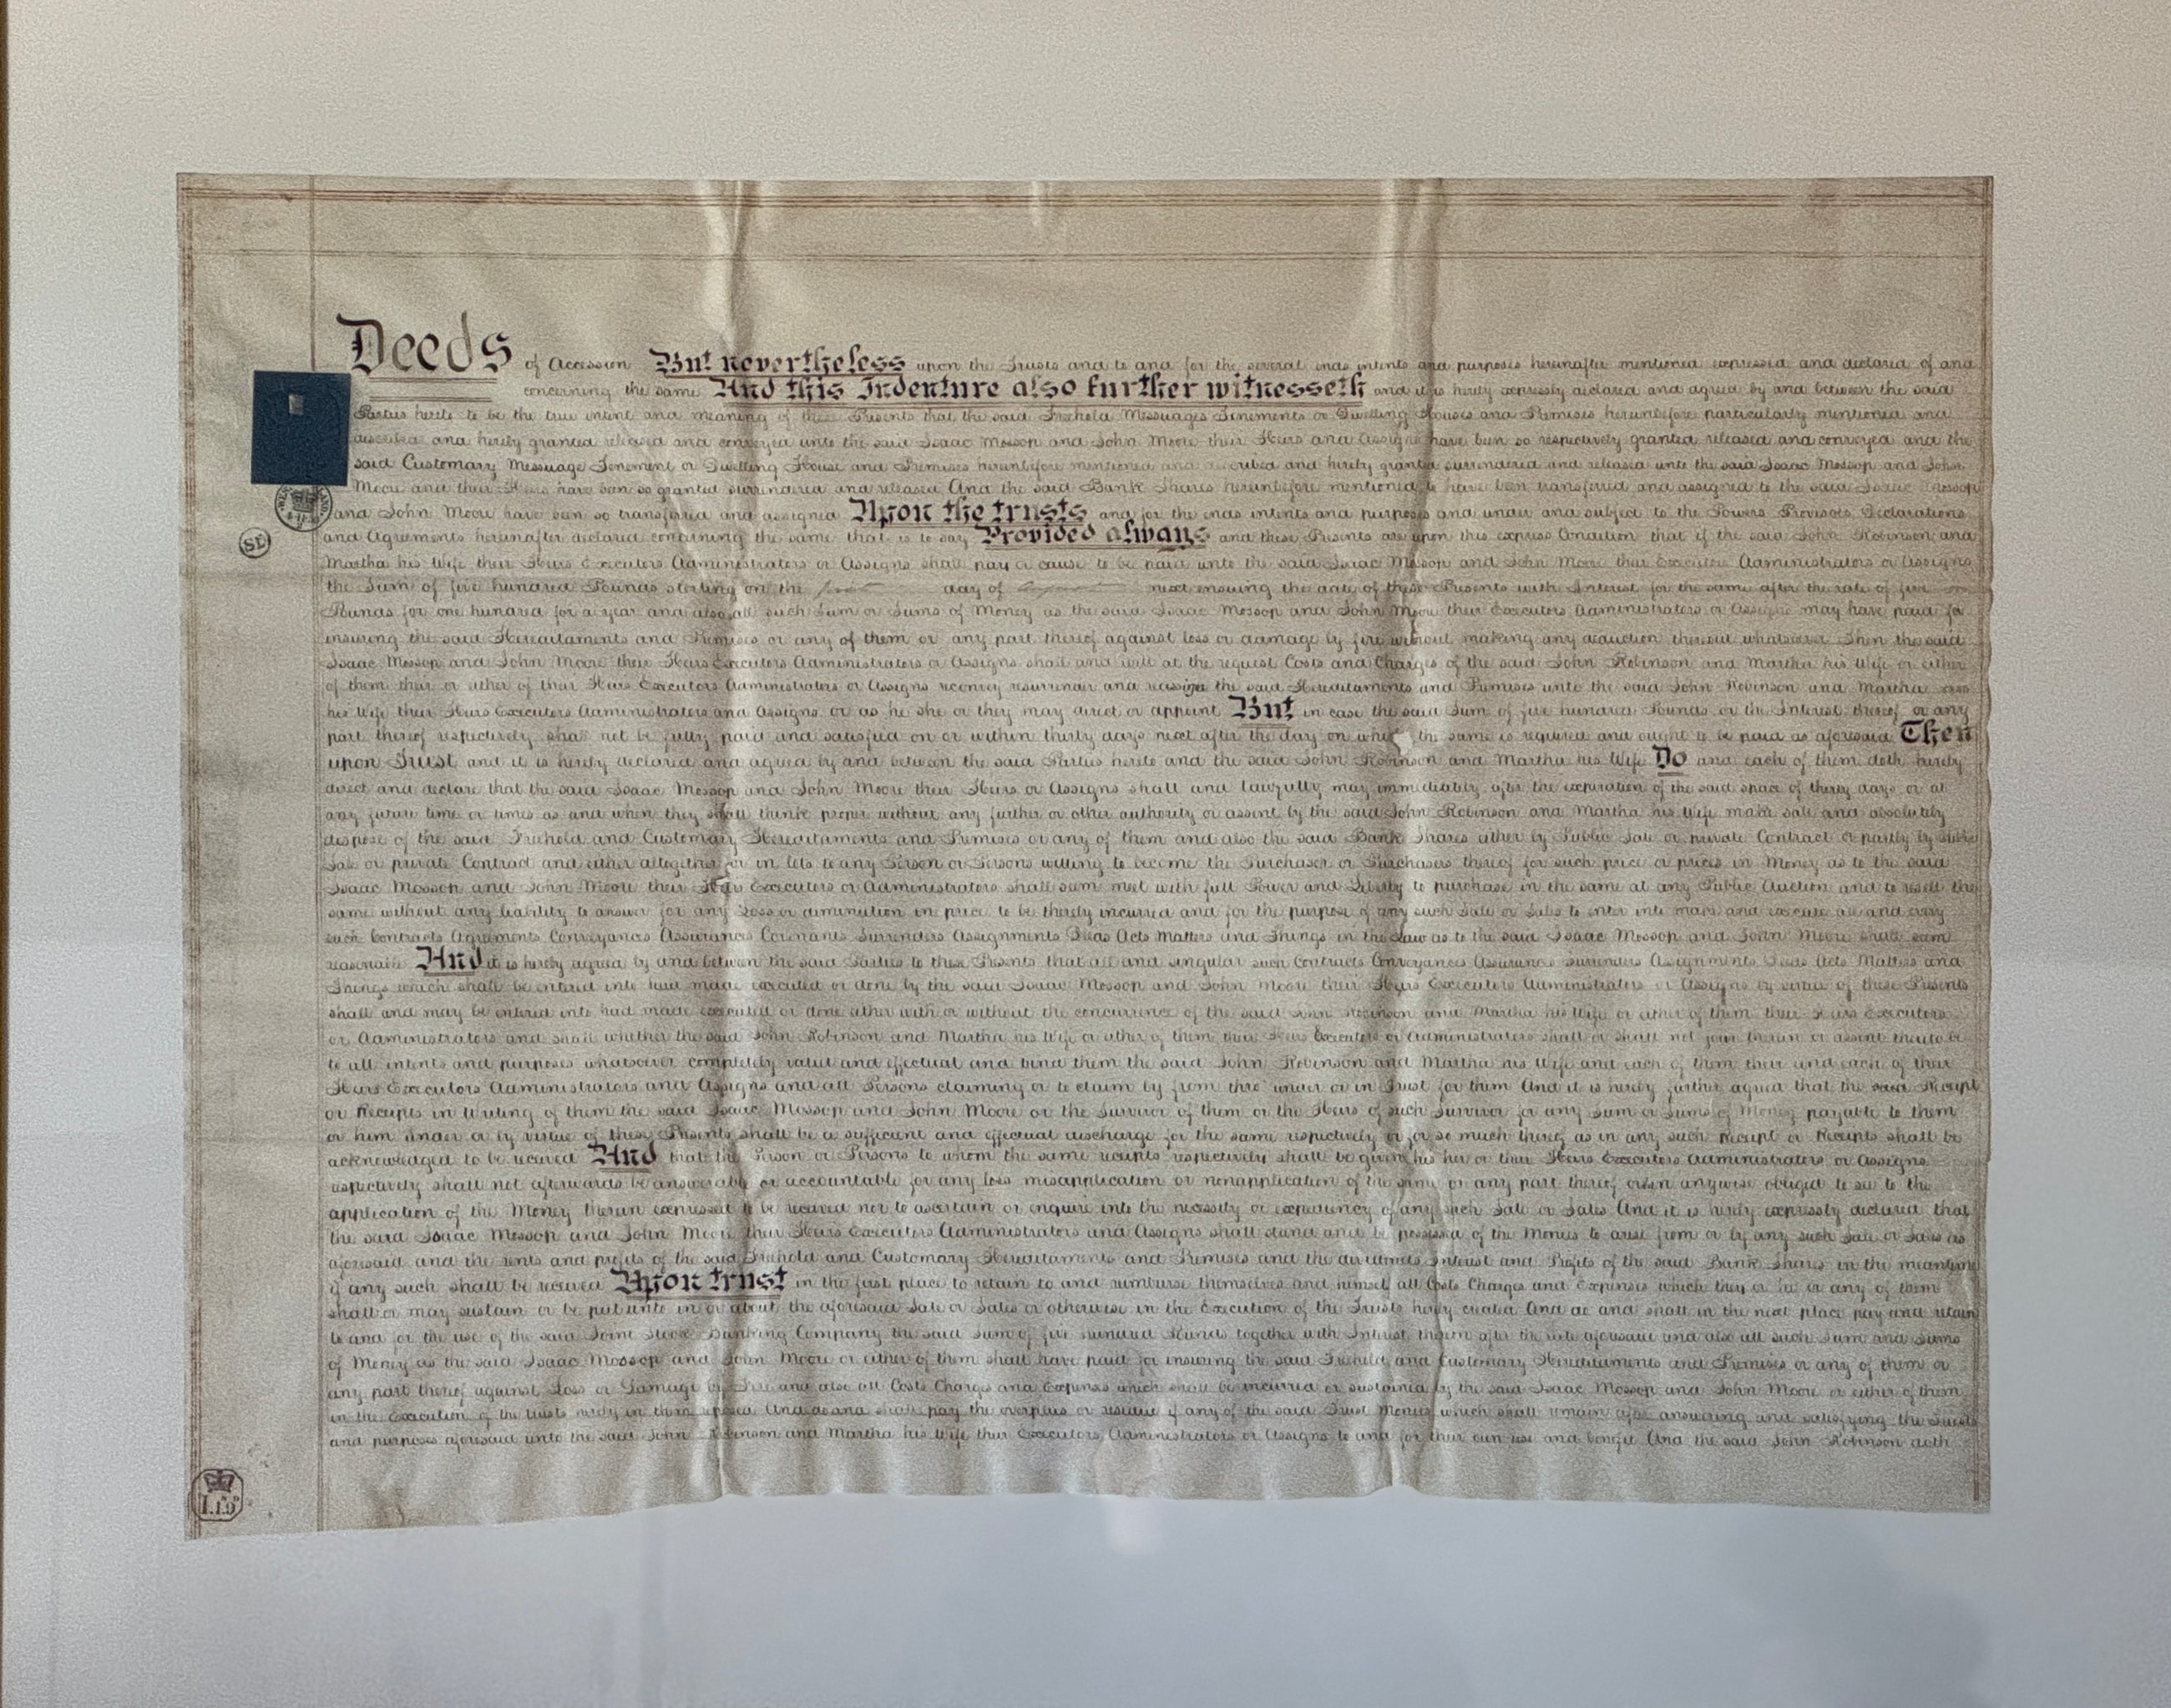 Deeds of Accession But nevertheless upon the Trusts and to and for the several ends intents and purposes hereinafter mentioned expressed and declared of and
concerning the same And this Indenture also further witnesseth and it is hereby expressly declared and agreed by and between the said
Parties hereto to be the true intent and meaning of these Presents that the said Freehold Messuages Tenements or Dwelling Houses and Premises hereinbefore particularly mentioned and
described and hereby granted released and conveyed unto the said Isaac Mossop and John Moore their Heirs and Assigns have been so respectively granted released and conveyed and the
said Customary Messuage Tenement or Dwelling House and Premises hereinbefore mentioned and described and hereby granted surrendered and released unto the said Isaac Mossop and John
Moore and their Heirs have been so granted surrendered and released And the said Bank Shares hereinbefore mentioned to have been transferred and assigned to the said Isaac Mossop
and John Moore have been so transferred and assigned Upon the trusts and for the ends intents and purposes and under and subject to the Powers Provisoes Declarations
SL
and Agreements hereinafter declared concerning the same that is to say Provided always and these Presents are upon this express Condition that if the said John Robinson and
Martha his Wife their Heirs Executors Administrators or Assigns shall pay or cause to be paid unto the said Isaac Mossop and John Moore their Executors Administrators or Assigns
the Sum of five hundred Pounds sterling on the day of next ensuing the date of these Presents with Interest for the same after the rate of five
Pounds for one hundred for a year and also all such Sum or Sums of Money as the said Isaac Mossop and John Moore their Executors Administrators or Assigns may have paid for
insuring the said Hereditaments and Premises or any of them or any part thereof against loss or damage by fire without making any deduction thereout whatsoever Then the said
Isaac Mossop and John Moore their Heirs Executors Administrators or Assigns shall and will at the request Costs and Charges of the said John Robinson and Martha his Wife or either
of them their or either of their Heirs Executors Administrators or Assigns reconvey resurrender and reassign the said Hereditaments and Premises unto the said John Robinson and Martha
his Wife their Heirs Executors Administrators and Assigns or as he she or they may direct or appoint But in case the said Sum of five hundred Pounds or the Interest thereof or any
part thereof respectively shall not be fully paid and satisfied on or within thirty days next after the day on which the same is required and ought to be paid as aforesaid Then
upon Trust and it is hereby declared and agreed by and between the said Parties hereto and the said John Robinson and Martha his Wife Do and each of them doth hereby
direct and declare that the said Isaac Mossop and John Moore their Heirs or Assigns shall and lawfully may immediately after the expiration of the said space of thirty days or at
any future time or times as and when they shall think proper without any further or other authority or assent by the said John Robinson and Martha his Wife make sale and absolutely
dispose of the said Freehold and Customary Hereditaments and Premises or any of them and also the said Bank Shares either by Public Sale or private Contract or partly by Public
Sale or private Contract and either altogether or in lots to any Person or Persons willing to become the Purchaser or Purchasers thereof for such price or prices in Money as to the said
Isaac Mossop and John Moore their Heirs Executors or Administrators shall seem meet with full Power and Liberty to purchase in the same at any Public Auction and to resell the
same without any liability to answer for any Loss or diminution in price to be thereby incurred and for the purpose of any such Sale or Sales to enter into make and execute all and every
such Contracts Agreements Conveyances Assurances Covenants Surrenders Assignments Deeds Acts Matters and Things in the Law as to the said Isaac Mossop and John Moore shall seem
reasonable And it is hereby agreed by and between the said Parties to these Presents that all and singular such Contracts Conveyances Assurances Surrenders Assignments Deeds Acts Matters and
Things which shall be entered into had made executed or done by the said Isaac Mossop and John Moore their Heirs Executors Administrators or Assigns by virtue of these Presents
shall and may be entered into had made executed or done either with or without the concurrence of the said John Robinson and Martha his Wife or either of them their Heirs Executors
or Administrators and shall whether the said John Robinson and Martha his Wife or either of them their Heirs Executors or Administrators shall or shall not join therein or assent thereto be
to all intents and purposes whatsoever completely valid and effectual and bind them the said John Robinson and Martha his Wife and each of them their and each of their
Heirs Executors Administrators and Assigns and all Persons claiming or to claim by from thro' under or in Trust for them And it is hereby further agreed that the said Receipt
or Receipts in Writing of them the said Isaac Mossop and John Moore or the Survivor of them or the Heirs of such Survivor for any Sum or Sums of Money payable to them
or him under or by virtue of these Presents shall be a sufficient and effectual discharge for the same respectively or for so much thereof as in any such Receipt or Receipts shall be
acknowledged to be received And that the Person or Persons to whom the same receipts respectively shall be given his her or their Heirs Executors Administrators or Assigns
respectively shall not afterwards be answerable or accountable for any loss misapplication or nonapplication of the same or any part thereof or in anywise obliged to see to the
application of the Money therein expressed to be received nor to ascertain or enquire into the necessity or expediency of any such Sale or Sales And it is hereby expressly declared that
the said Isaac Mossop and John Moore their Heirs Executors Administrators and Assigns shall stand and be possessed of the Monies to arise from or by any such Sale or Sales as
aforesaid and the rents and profits of the said Freehold and Customary Hereditaments and Premises and the dividends Interest and Profits of the said Bank Shares in the meantime
if any such shall be received Upon trust in the first place to retain to and reimburse themselves and himself all Costs Charges and Expenses which they or he or any of them
shall or may sustain or be put unto in or about the aforesaid Sale or Sales or otherwise in the Execution of the Trusts hereby created And do and shall in the next place pay and retain
to and for the use of the said Joint Stock Banking Company the said Sum of five hundred Pounds together with Interest thereon after the rate aforesaid and also all such Sum and Sums
of Money as the said Isaac Mossop and John Moore or either of them shall have paid for insuring the said Freehold and Customary Hereditaments and Premises or any of them or
any part thereof against Loss or Damage by Fire and also all Costs Charges and Expenses which shall be incurred or sustained by the said Isaac Mossop and John Moore or either of them
in the Execution of the trusts hereby in them reposed And do and shall pay the overplus or residue if any of the said Trust Monies which shall remain after answering and satisfying the Trusts
and purposes aforesaid unto the said John Robinson and Martha his Wife their Executors Administrators or Assigns to and for their own use and benefit And the said John Robinson doth